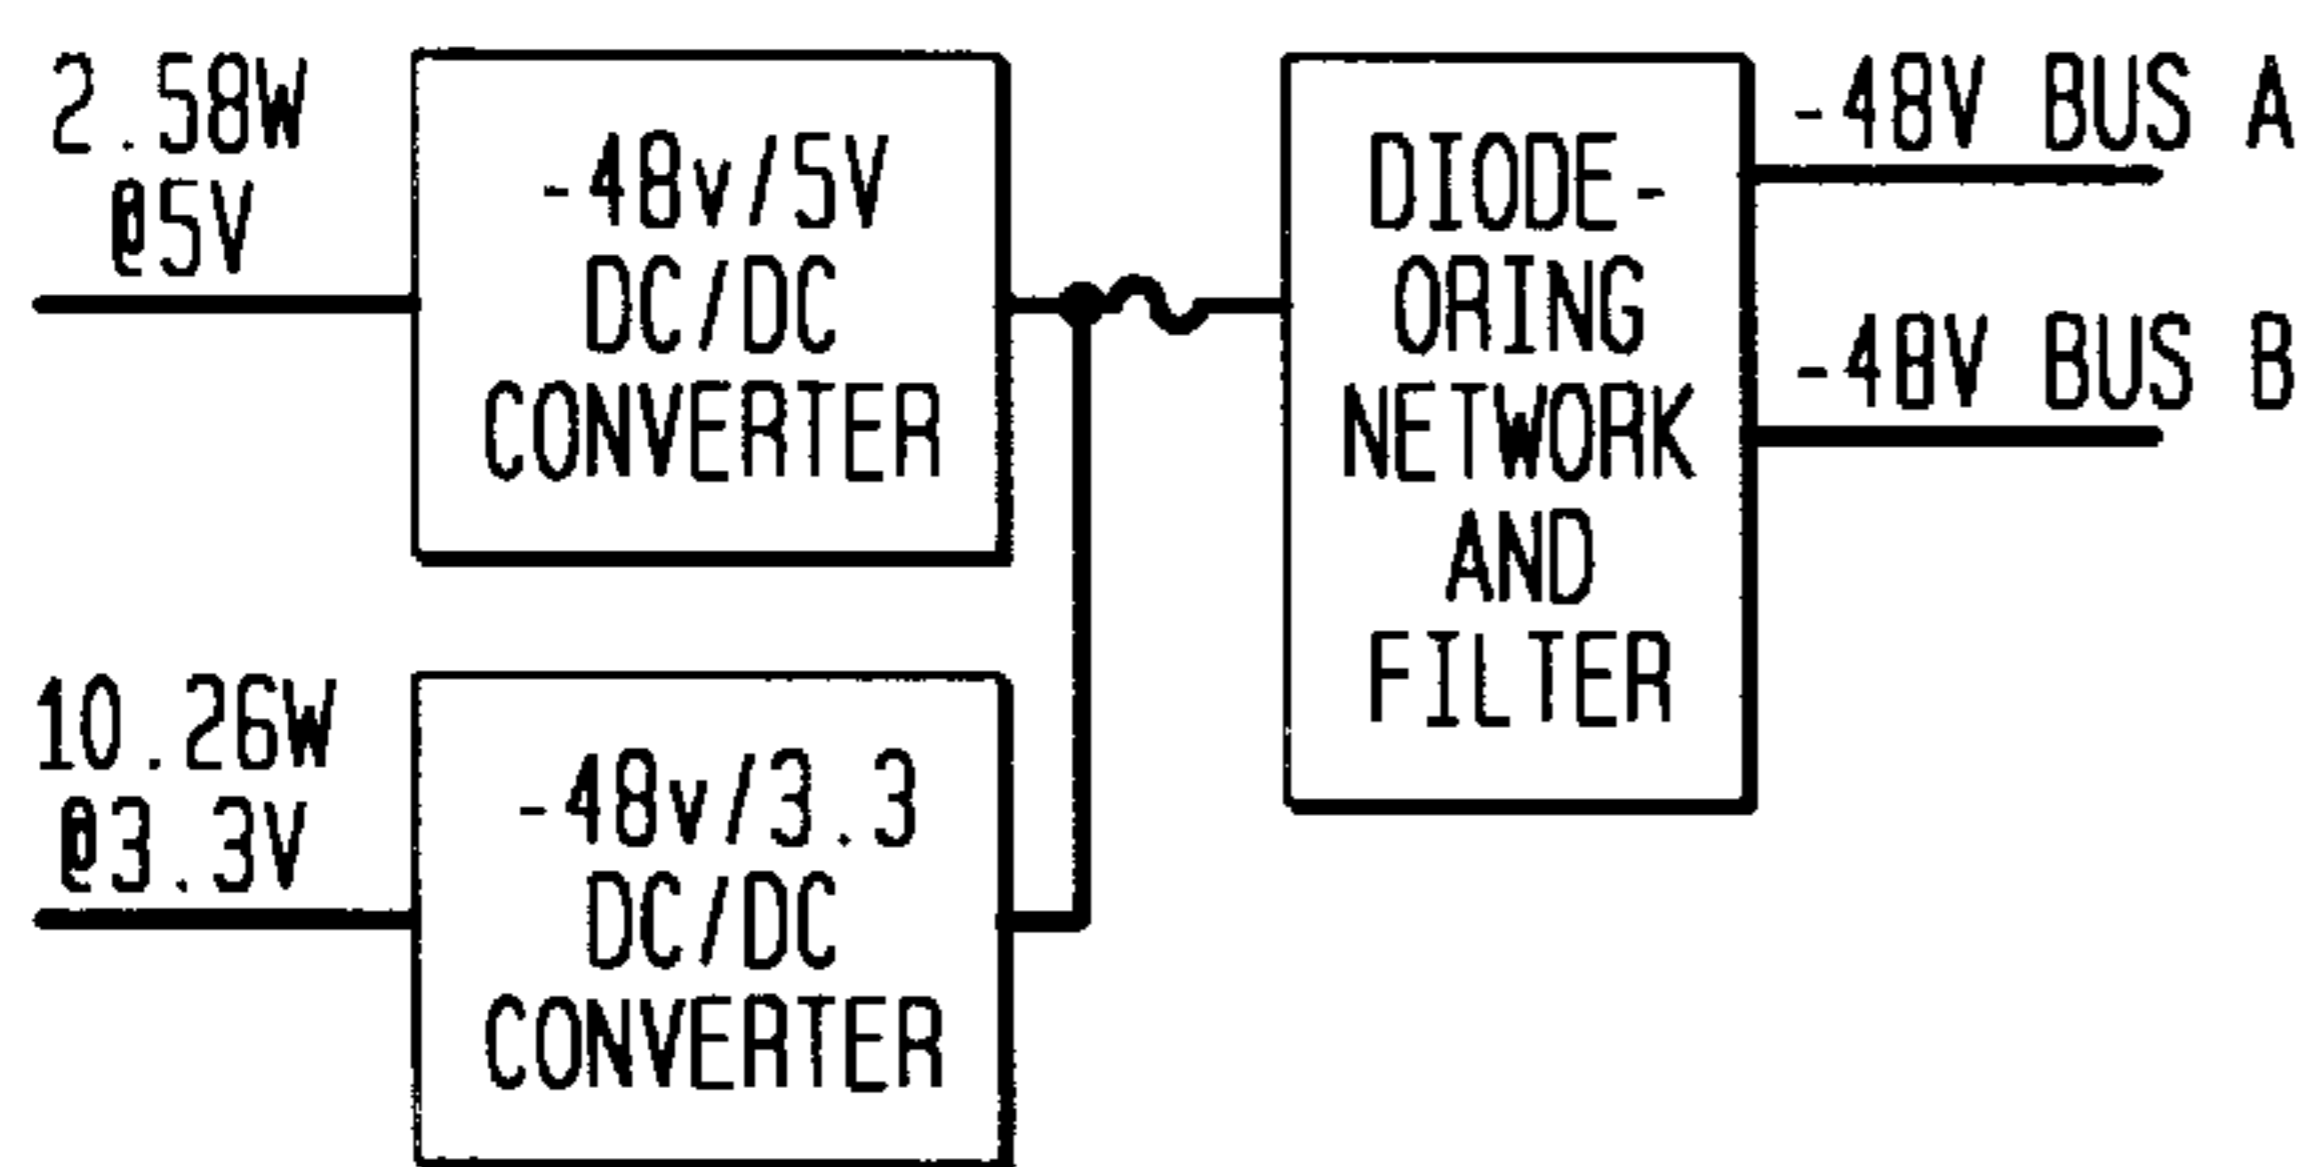 2.58W
@5V
-48v/5V
DC/DC
CONVERTER
DIODE-
ORING
NETWORK
AND
FILTER
-48V BUS A
-48V BUS B
10.26W
@3.3V
-48v/3.3
DC/DC
CONVERTER